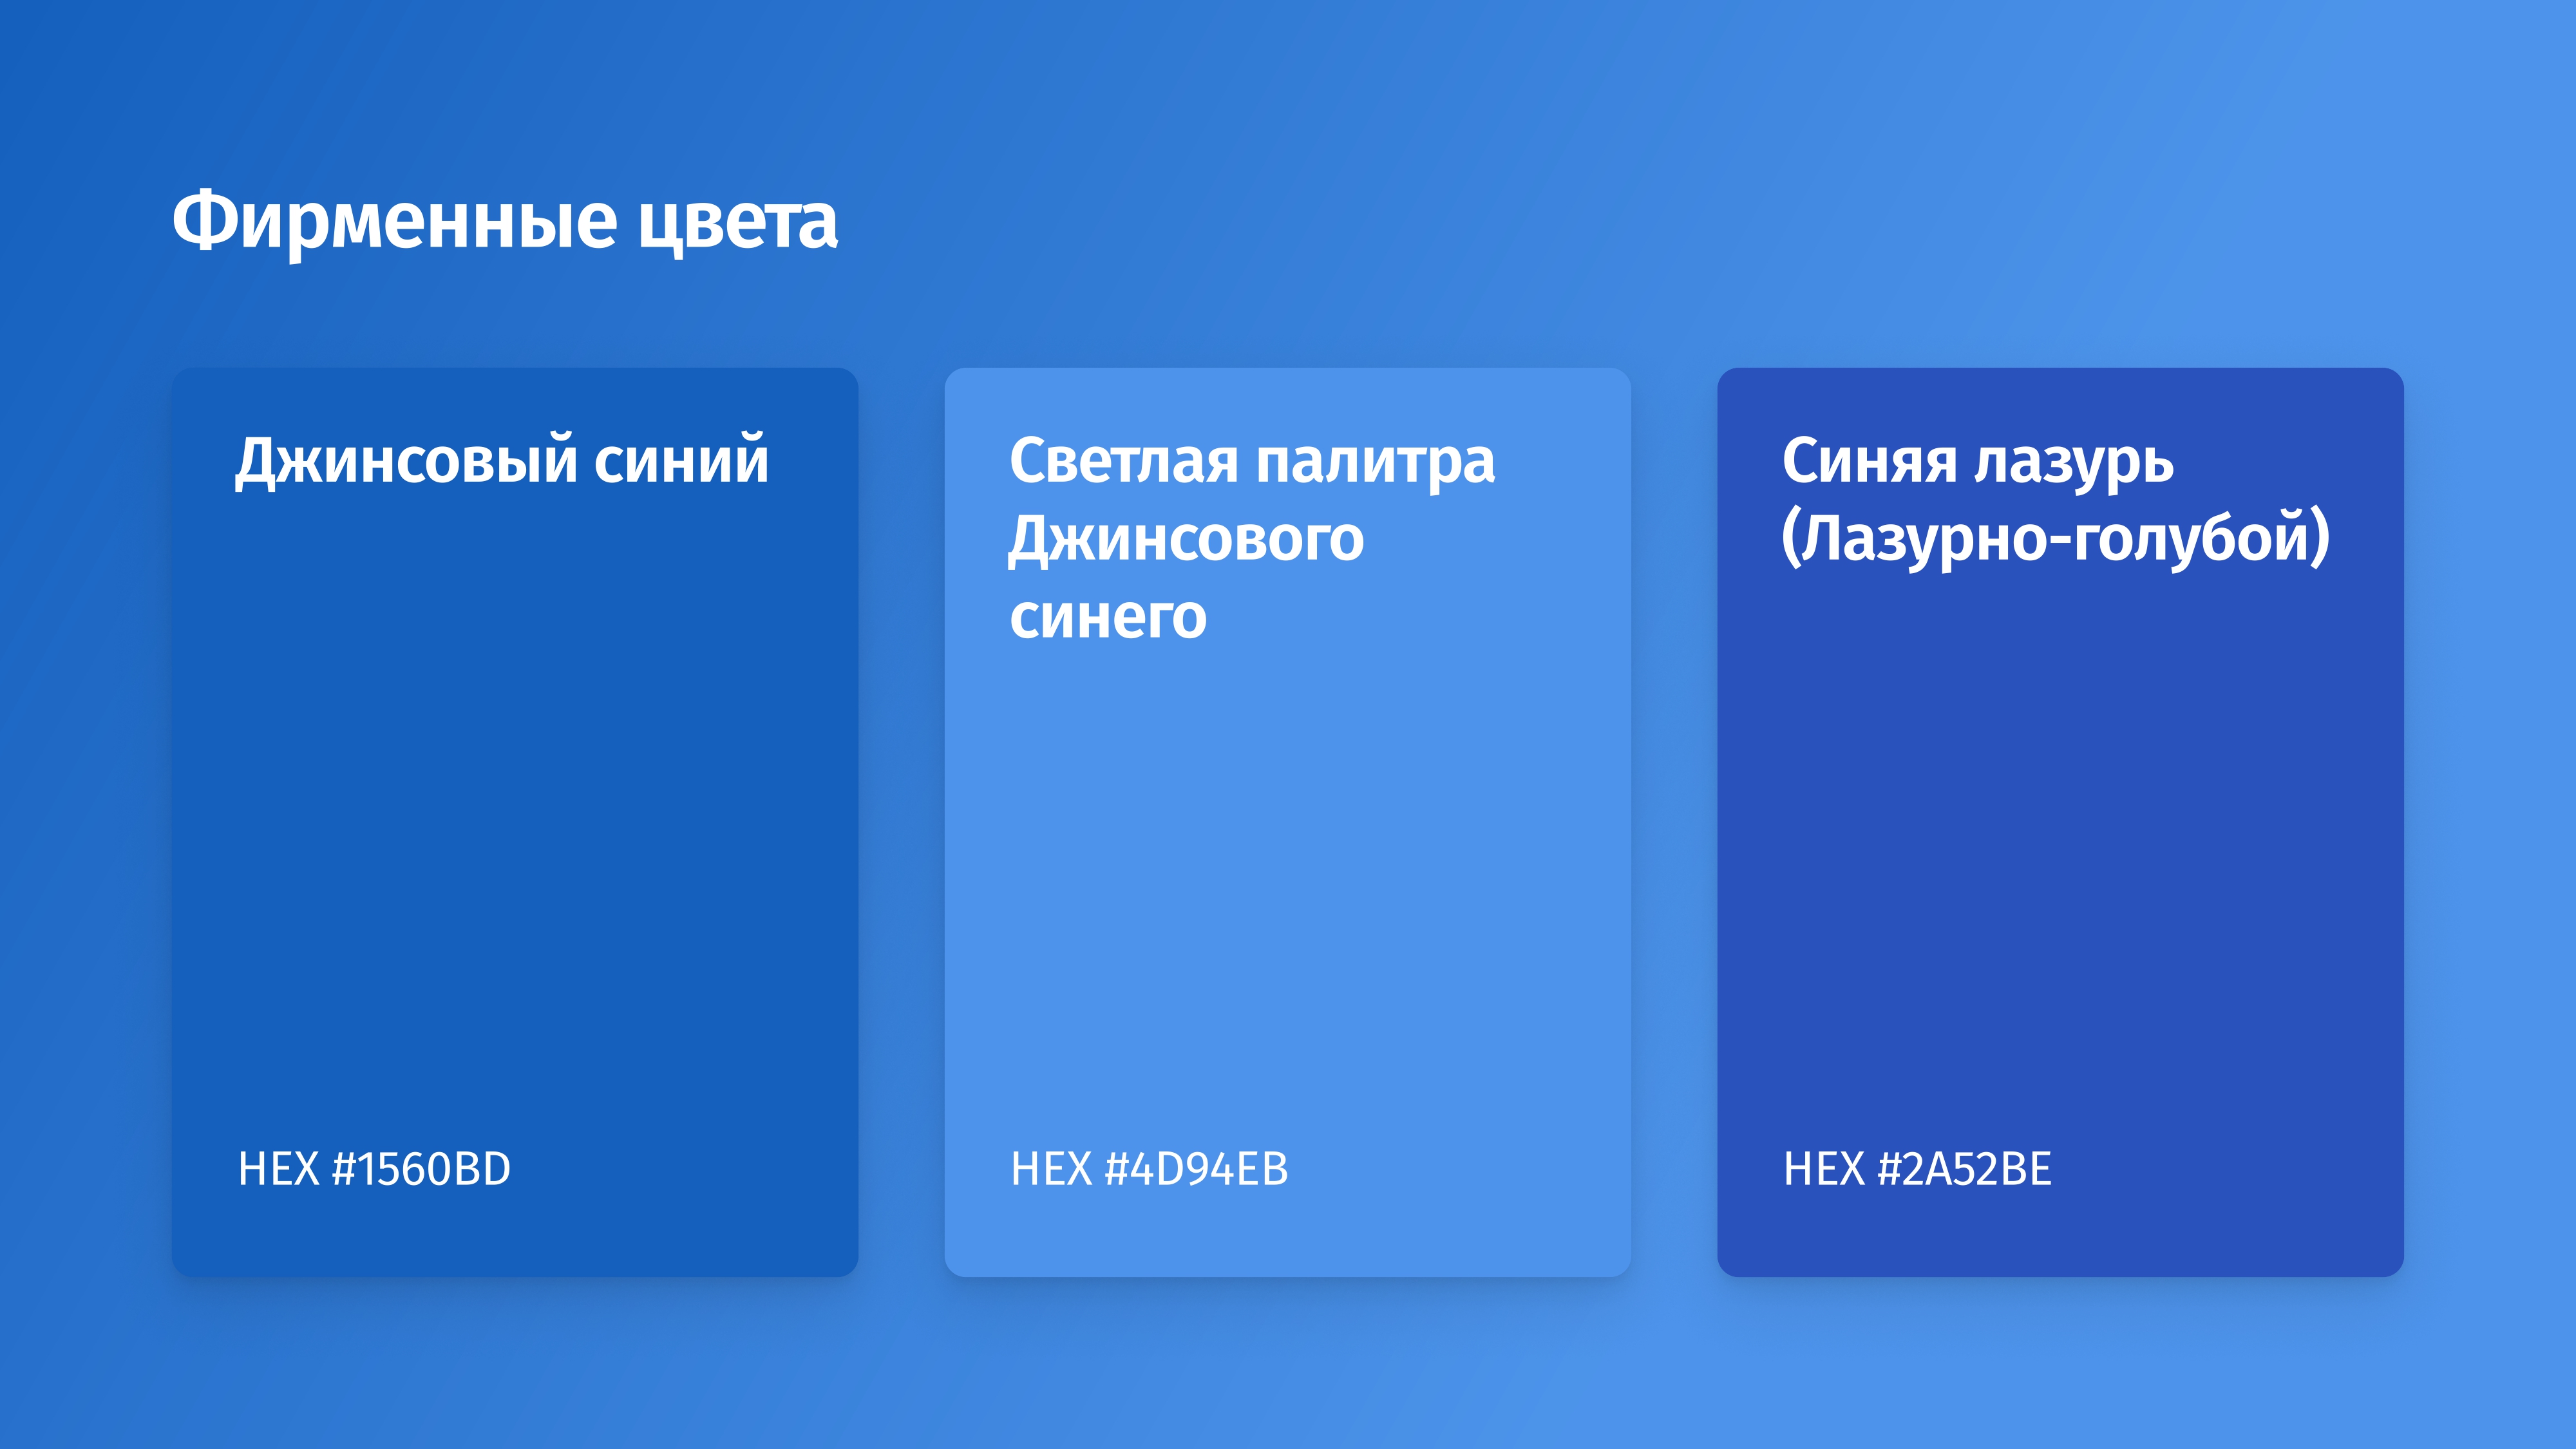 Фирменные цвета
Джинсовый синий
HEX #1560BD
Светлая палитра
Джинсового
синего
HEX #4D94EB
Синяя лазурь
(Лазурно-голубой)
HEX #2A52BE